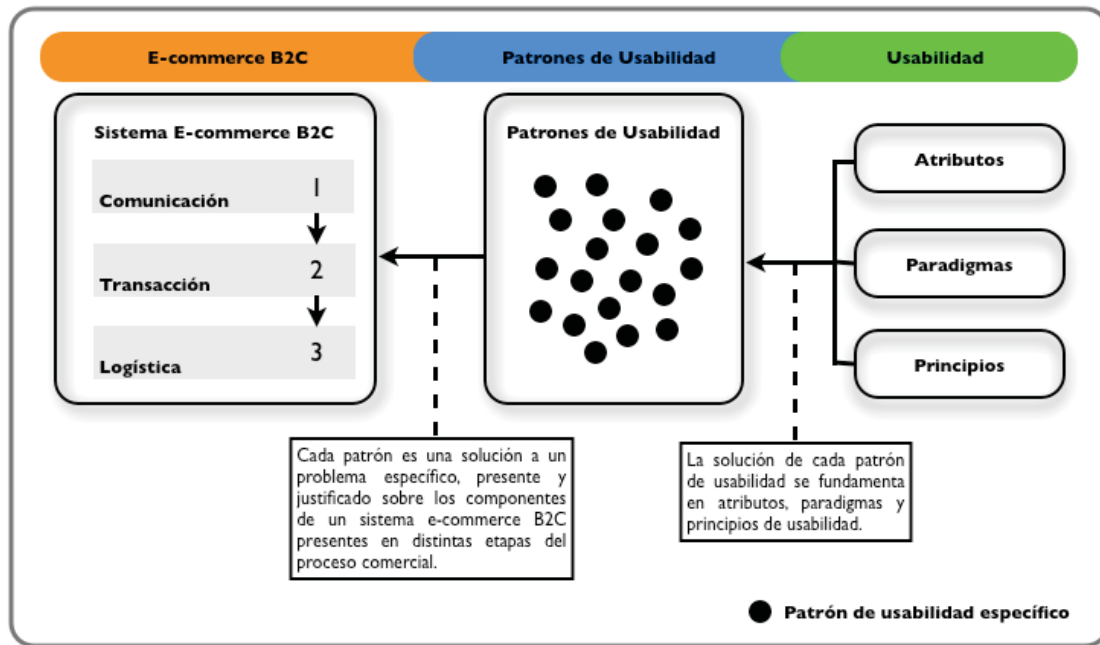 E-commerce B2C
Patrones de Usabilidad
Usabilidad
Sistema E-commerce B2C
Comunicación 1
Transacción 2
Logística 3
Patrones de Usabilidad
Atributos
Paradigmas
Principios
Cada patrón es una solución a un
problema específico, presente y
justificado sobre los componentes
de un sistema e-commerce B2C
presentes en distintas etapas del
proceso comercial.
La solución de cada patrón
de usabilidad se fundamenta
en atributos, paradigmas y
principios de usabilidad.
Patrón de usabilidad específico